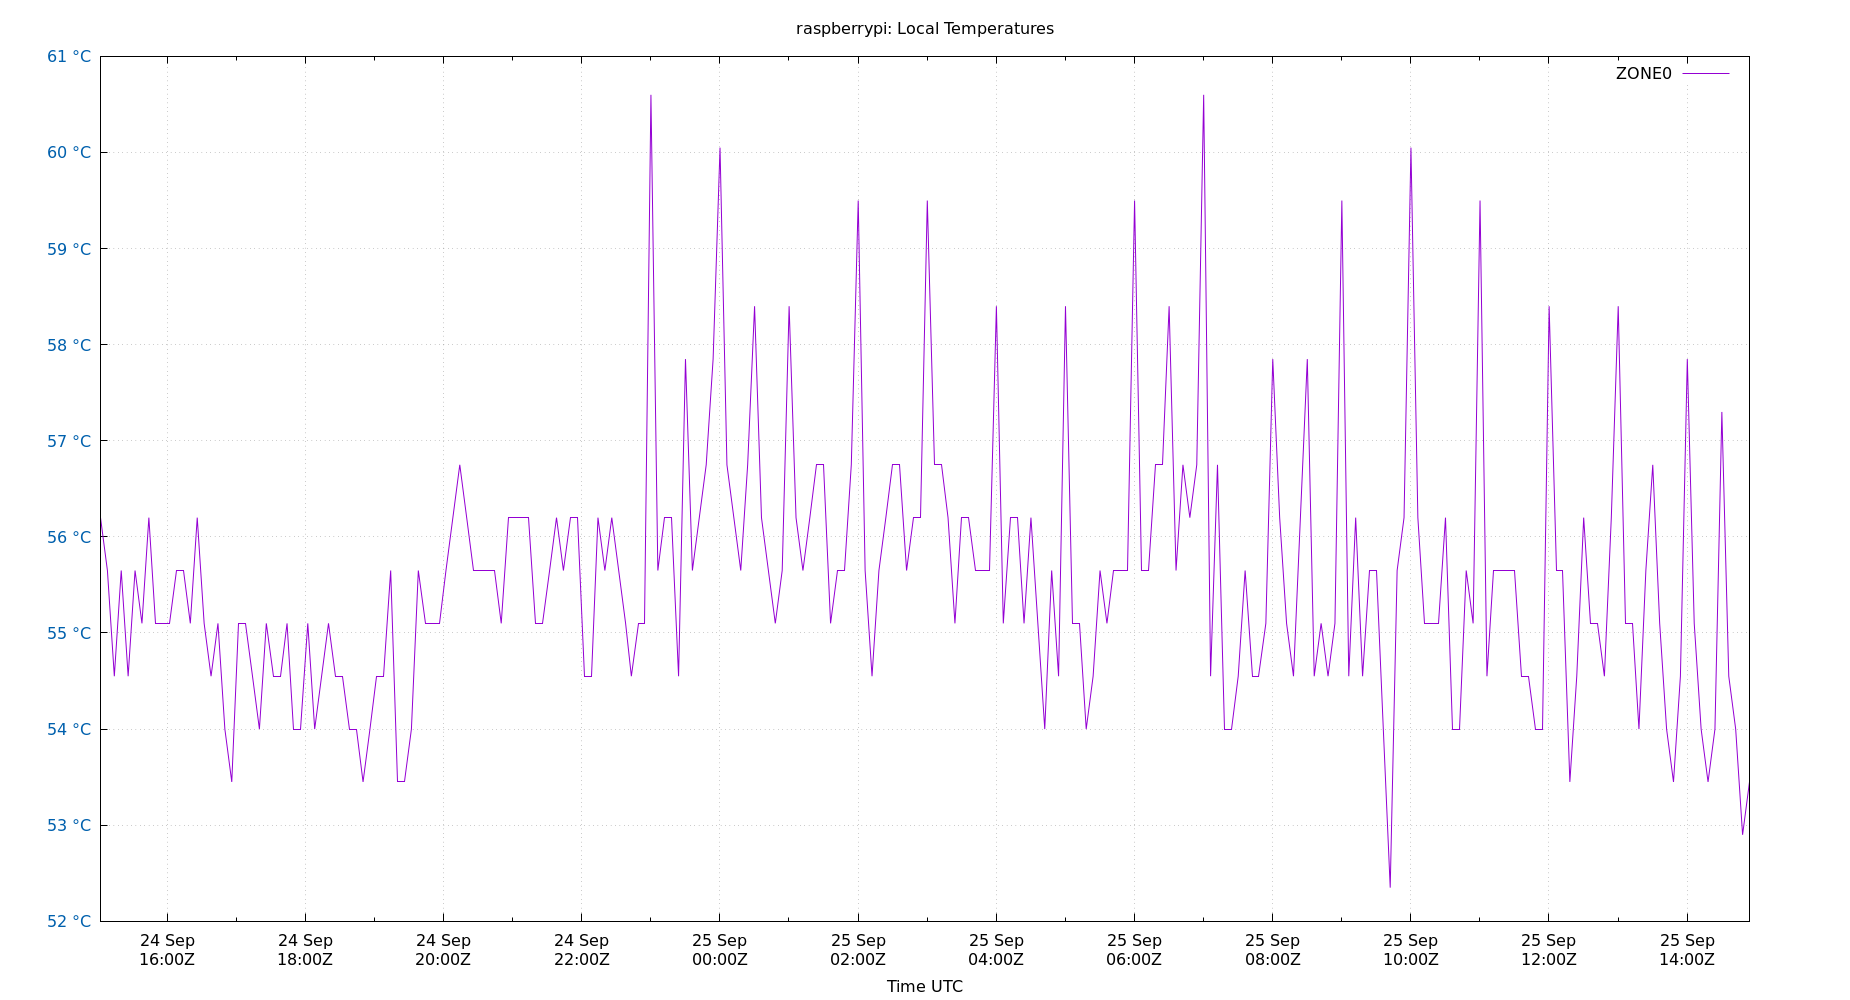 raspberrypi: Local Temperatures
61 °C
ZONE0
60 °C
59 °C
58 °C
57 °C
56 °C
55 °C
54 °C
53 °C
52 °C
24 Sep 24 Sep 24 Sep 24 Sep 25 Sep 25 Sep 25 Sep 25 Sep 25 Sep 25 Sep 25 Sep 25 Sep
16:00Z 18:00Z 20:00Z 22:00Z 00:00Z 02:00Z 04:00Z 06:00Z 08:00Z 10:00Z 12:00Z 14:00Z
Time UTC